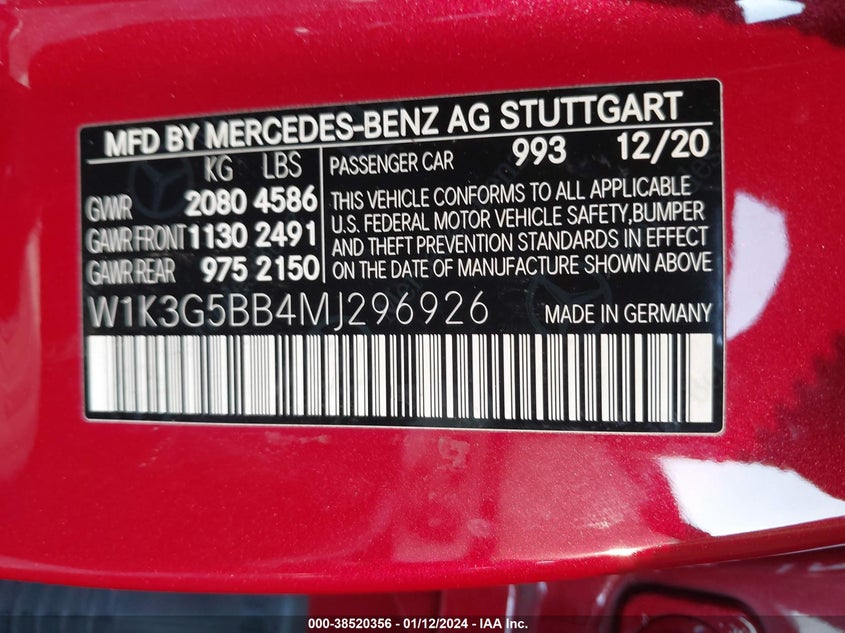 MFD BY MERCEDES-BENZ AG STUTTGART
KG LBS
GVWR 2080 4586
GAWR FRONT 1130 2491
GAWR REAR 975 2150
PASSENGER CAR 993 12/20
THIS VEHICLE CONFORMS TO ALL APPLICABLE
U.S. FEDERAL MOTOR VEHICLE SAFETY,BUMPER
AND THEFT PREVENTION STANDARDS IN EFFECT
ON THE DATE OF MANUFACTURE SHOWN ABOVE
W1K3G5BB4MJ296926 MADE IN GERMANY
000-38520356 - 01/12/2024 - IAA Inc.